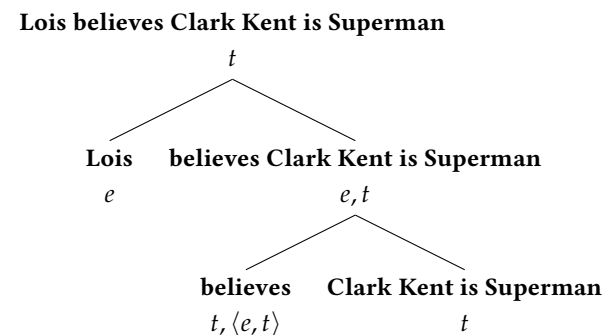 Lois believes Clark Kent is Superman
t
Lois believes Clark Kent is Superman
e e, t
believes Clark Kent is Superman
t, ⟨e, t⟩ t